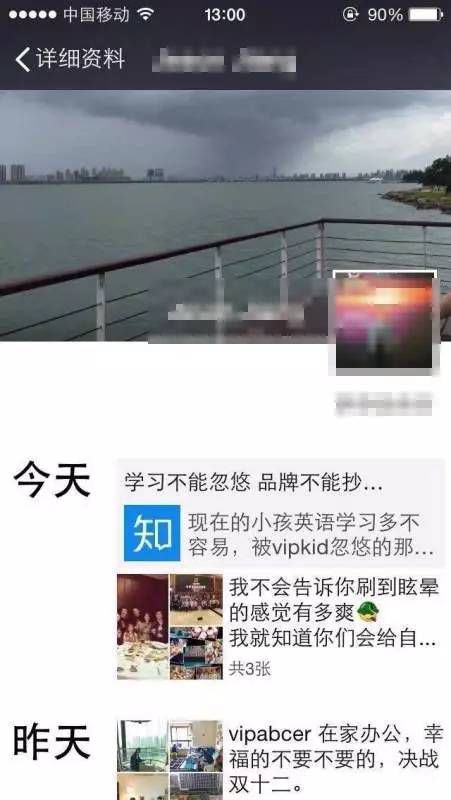 中国移动 13:00 90%
详细资料
今天
学习不能忽悠 品牌不能抄…
知
现在的小孩英语学习多不
容易，被vipkid忽悠的那…
我不会告诉你刷到眩晕
的感觉有多爽
我就知道你们会给自...
共3张
昨天
vipabcer 在家办公，幸
福的不要不要的，决战
双十二。